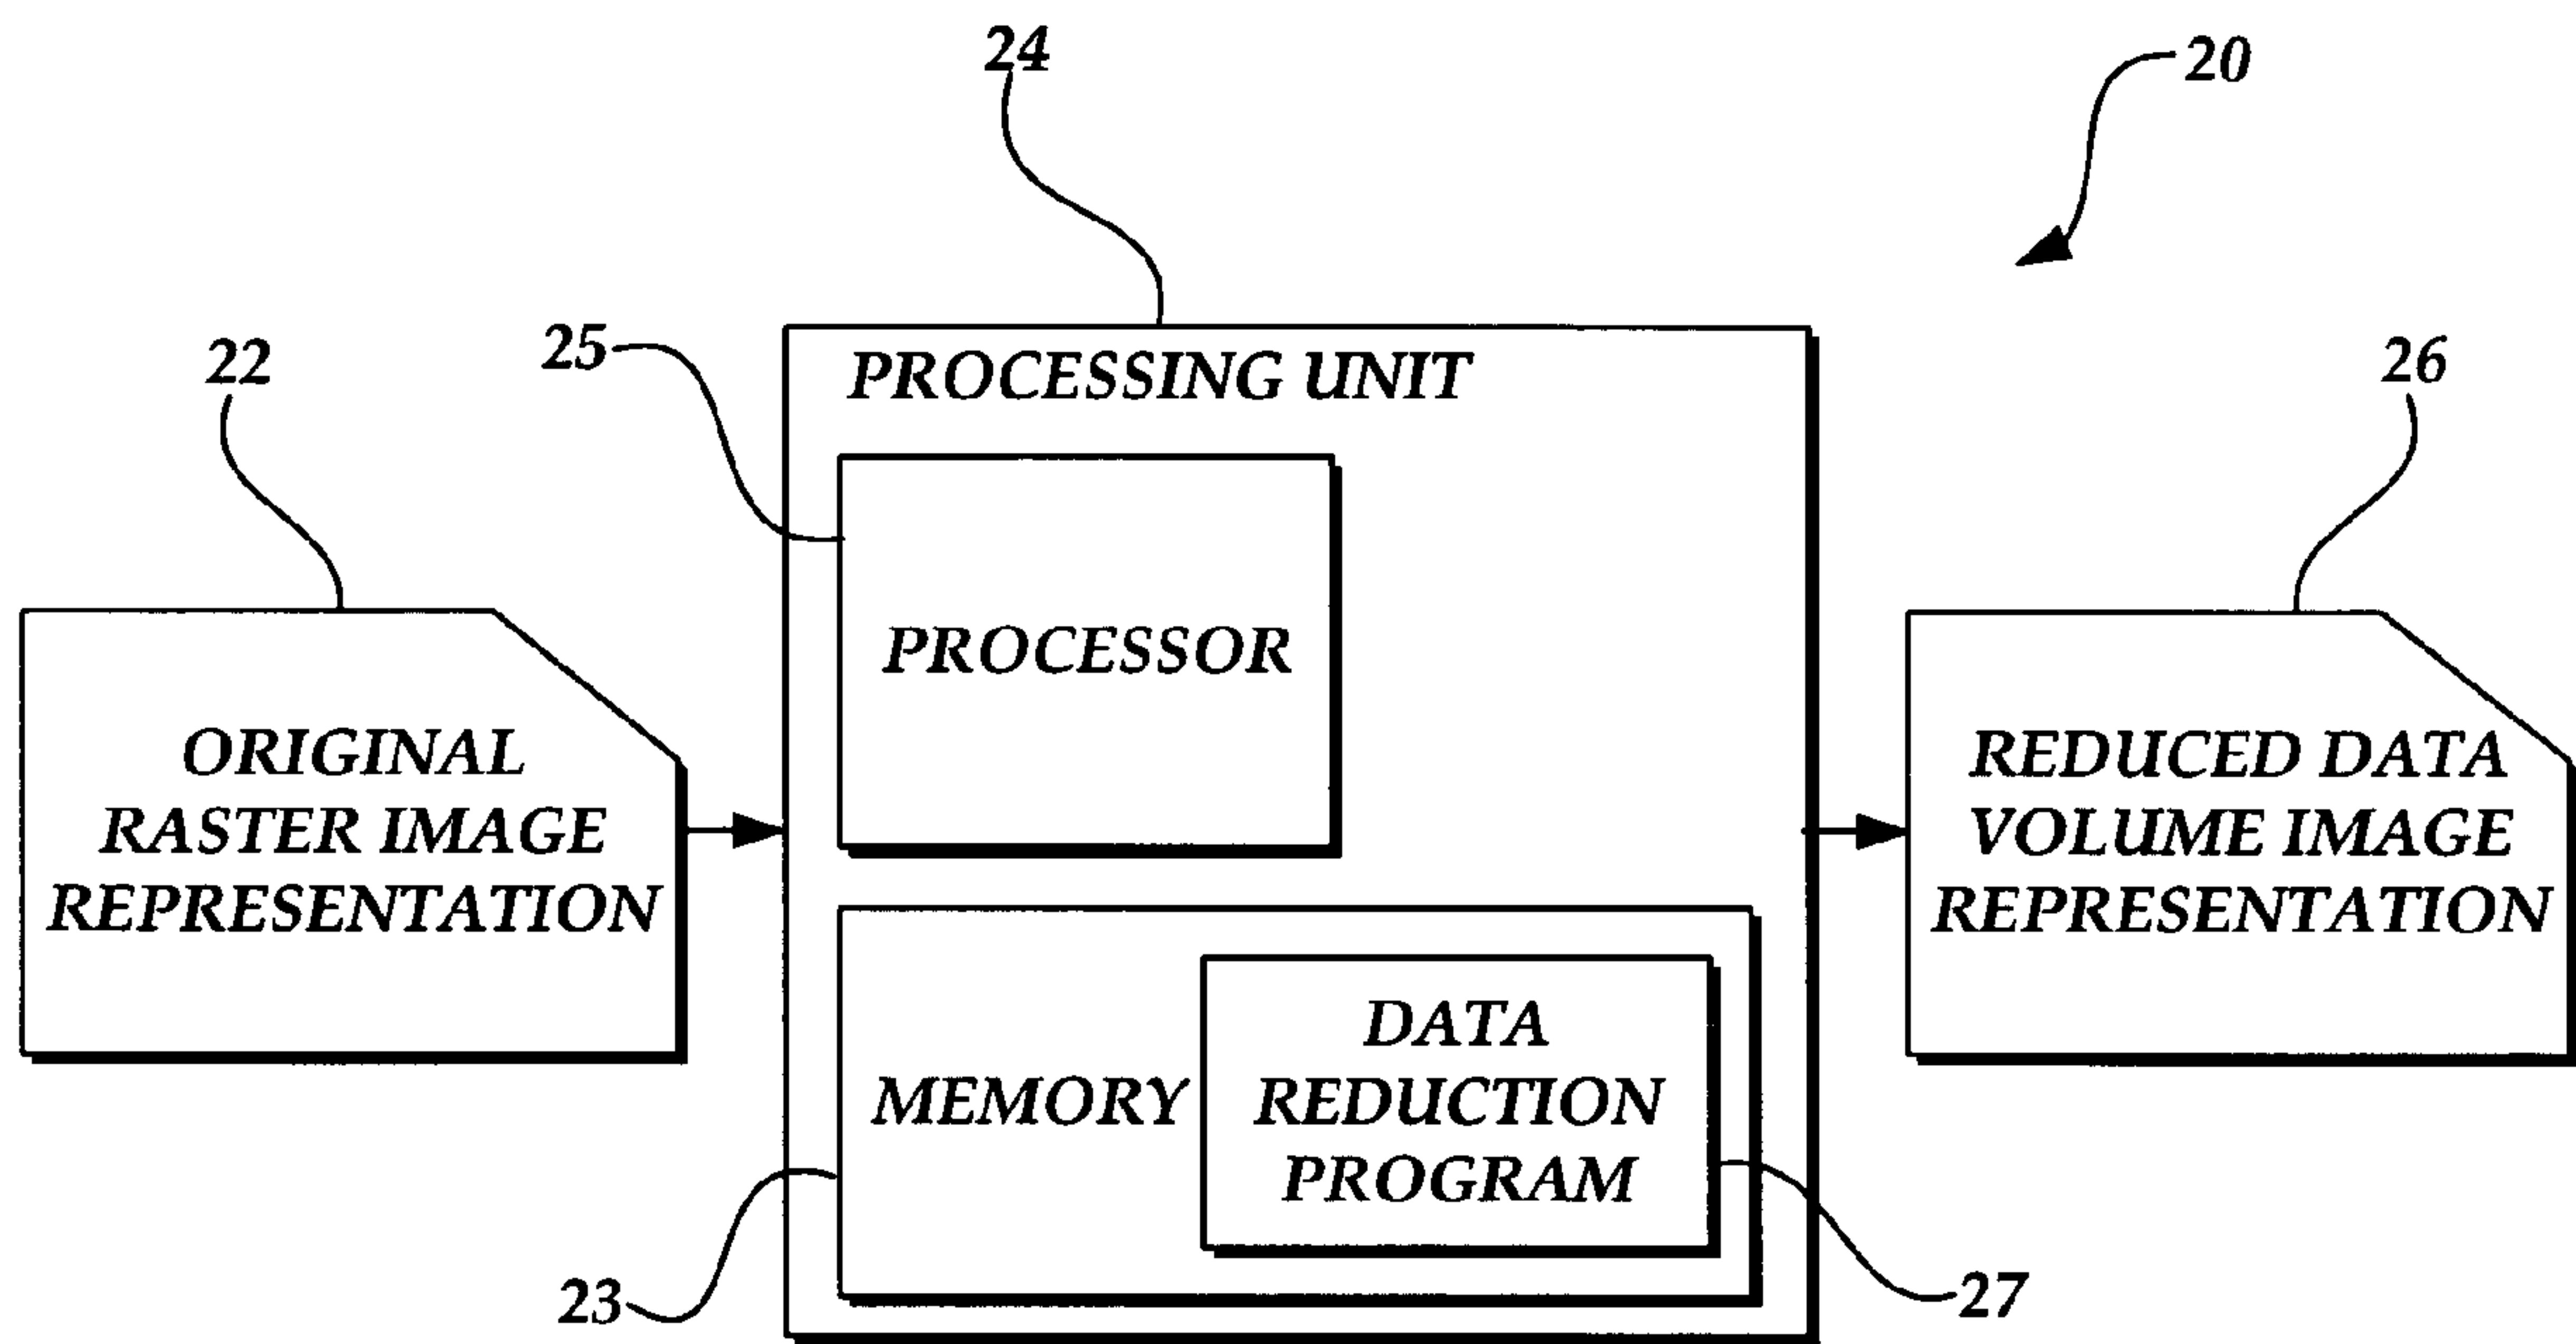 24
20
22
25
PROCESSING UNIT
26
PROCESSOR
ORIGINAL
RASTER IMAGE
REPRESENTATION
REDUCED DATA
VOLUME IMAGE
REPRESENTATION
MEMORY
DATA
REDUCTION
PROGRAM
23
27